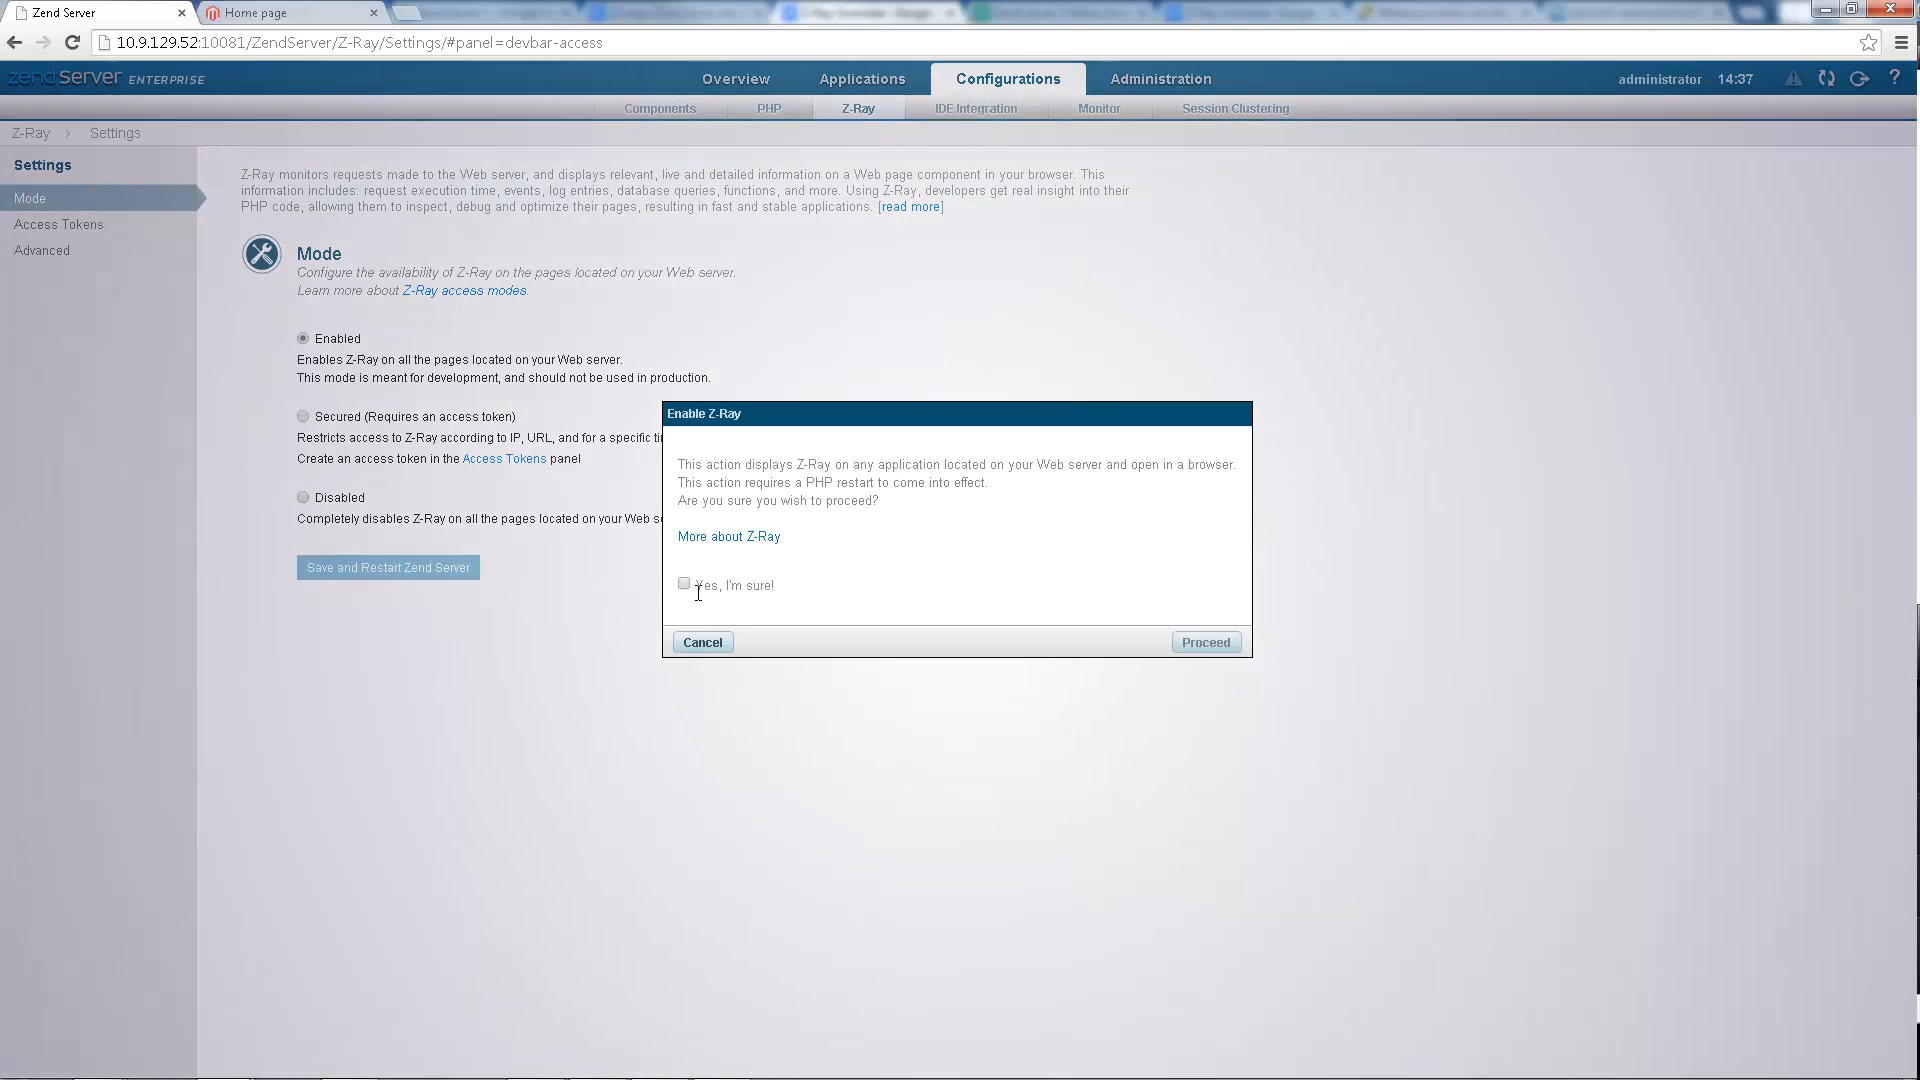 Zend Server
Home page
10.9.129.52:10081/ZendServer/Z-Ray/Settings/#panel=devbar-access
zendServer ENTERPRISE
Overview
Applications
Configurations
Administration
administrator
14:37
?
Components
PHP
Z-Ray
IDE Integration
Monitor
Session Clustering
Z-Ray
Settings
Settings
Mode
Access Tokens
Advanced
Z-Ray monitors requests made to the Web server, and displays relevant, live and detailed information on a Web page component in your browser. This
information includes: request execution time, events, log entries, database queries, functions, and more. Using Z-Ray, developers get real insight into their
PHP code, allowing them to inspect, debug and optimize their pages, resulting in fast and stable applications. [read more]
Mode
Configure the availability of Z-Ray on the pages located on your Web server.
Learn more about Z-Ray access modes.
Enabled
Enables Z-Ray on all the pages located on your Web server.
This mode is meant for development, and should not be used in production.
Secured (Requires an access token)
Restricts access to Z-Ray according to IP, URL, and for a specific
Create an access token in the Access Tokens panel
Disabled
Completely disables Z-Ray on all the pages located on your Web
Save and Restart Zend Server
Enable Z-Ray
This action displays Z-Ray on any application located on your Web server and open in a browser.
This action requires a PHP restart to come into effect.
Are you sure you wish to proceed?
More about Z-Ray
Yes, I'm sure!
Cancel
Proceed